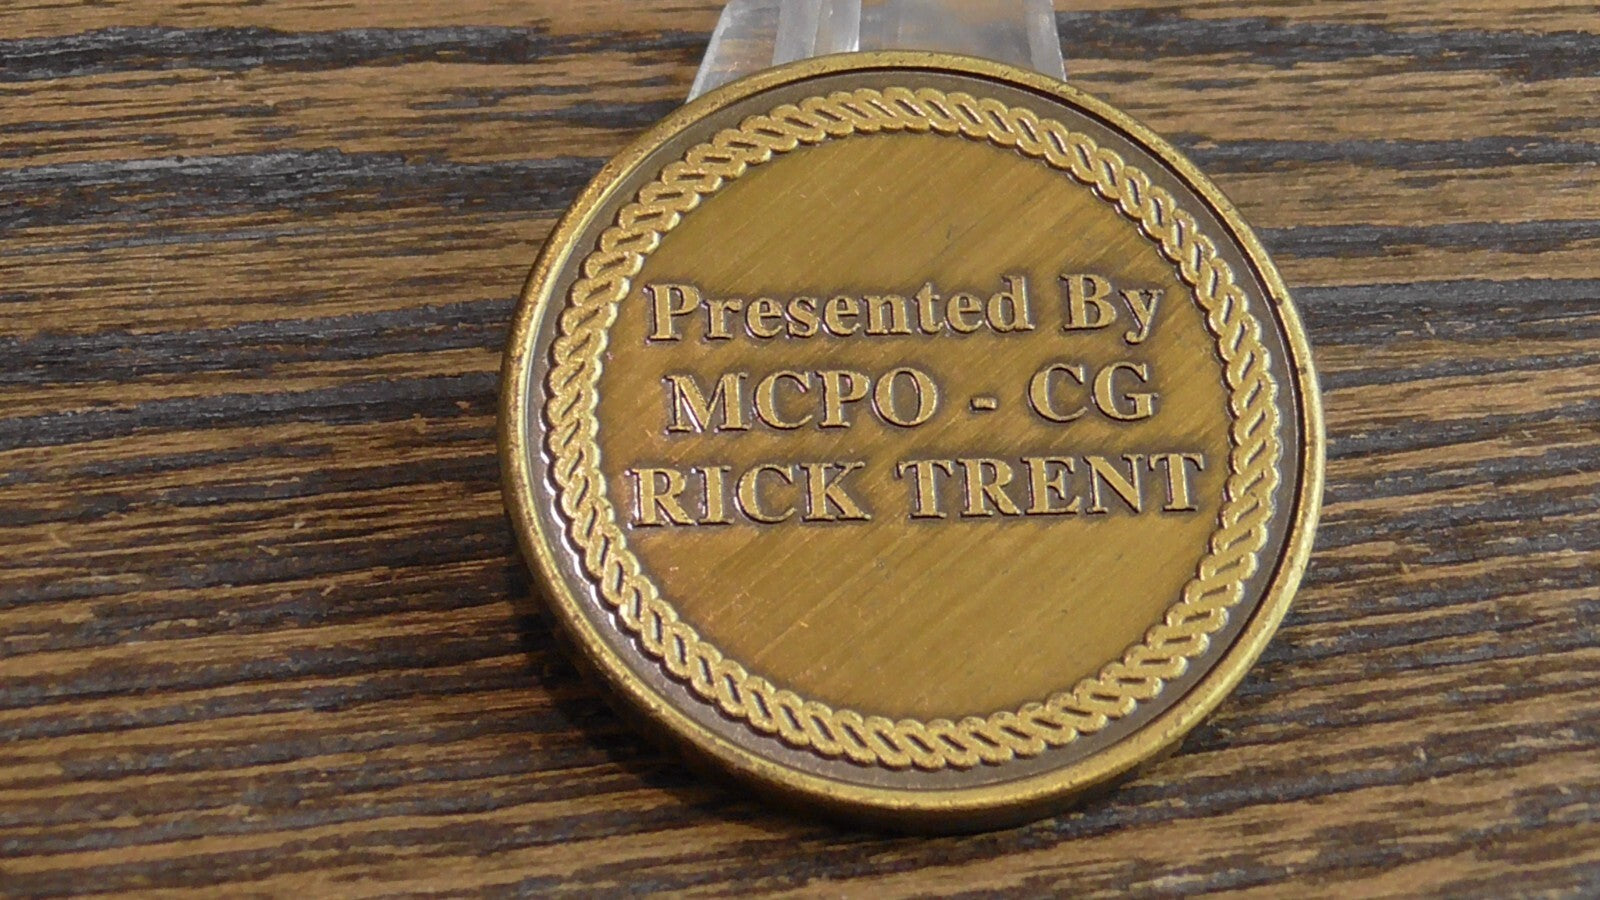 Presented By
MCPO - CG
RICK TRENT